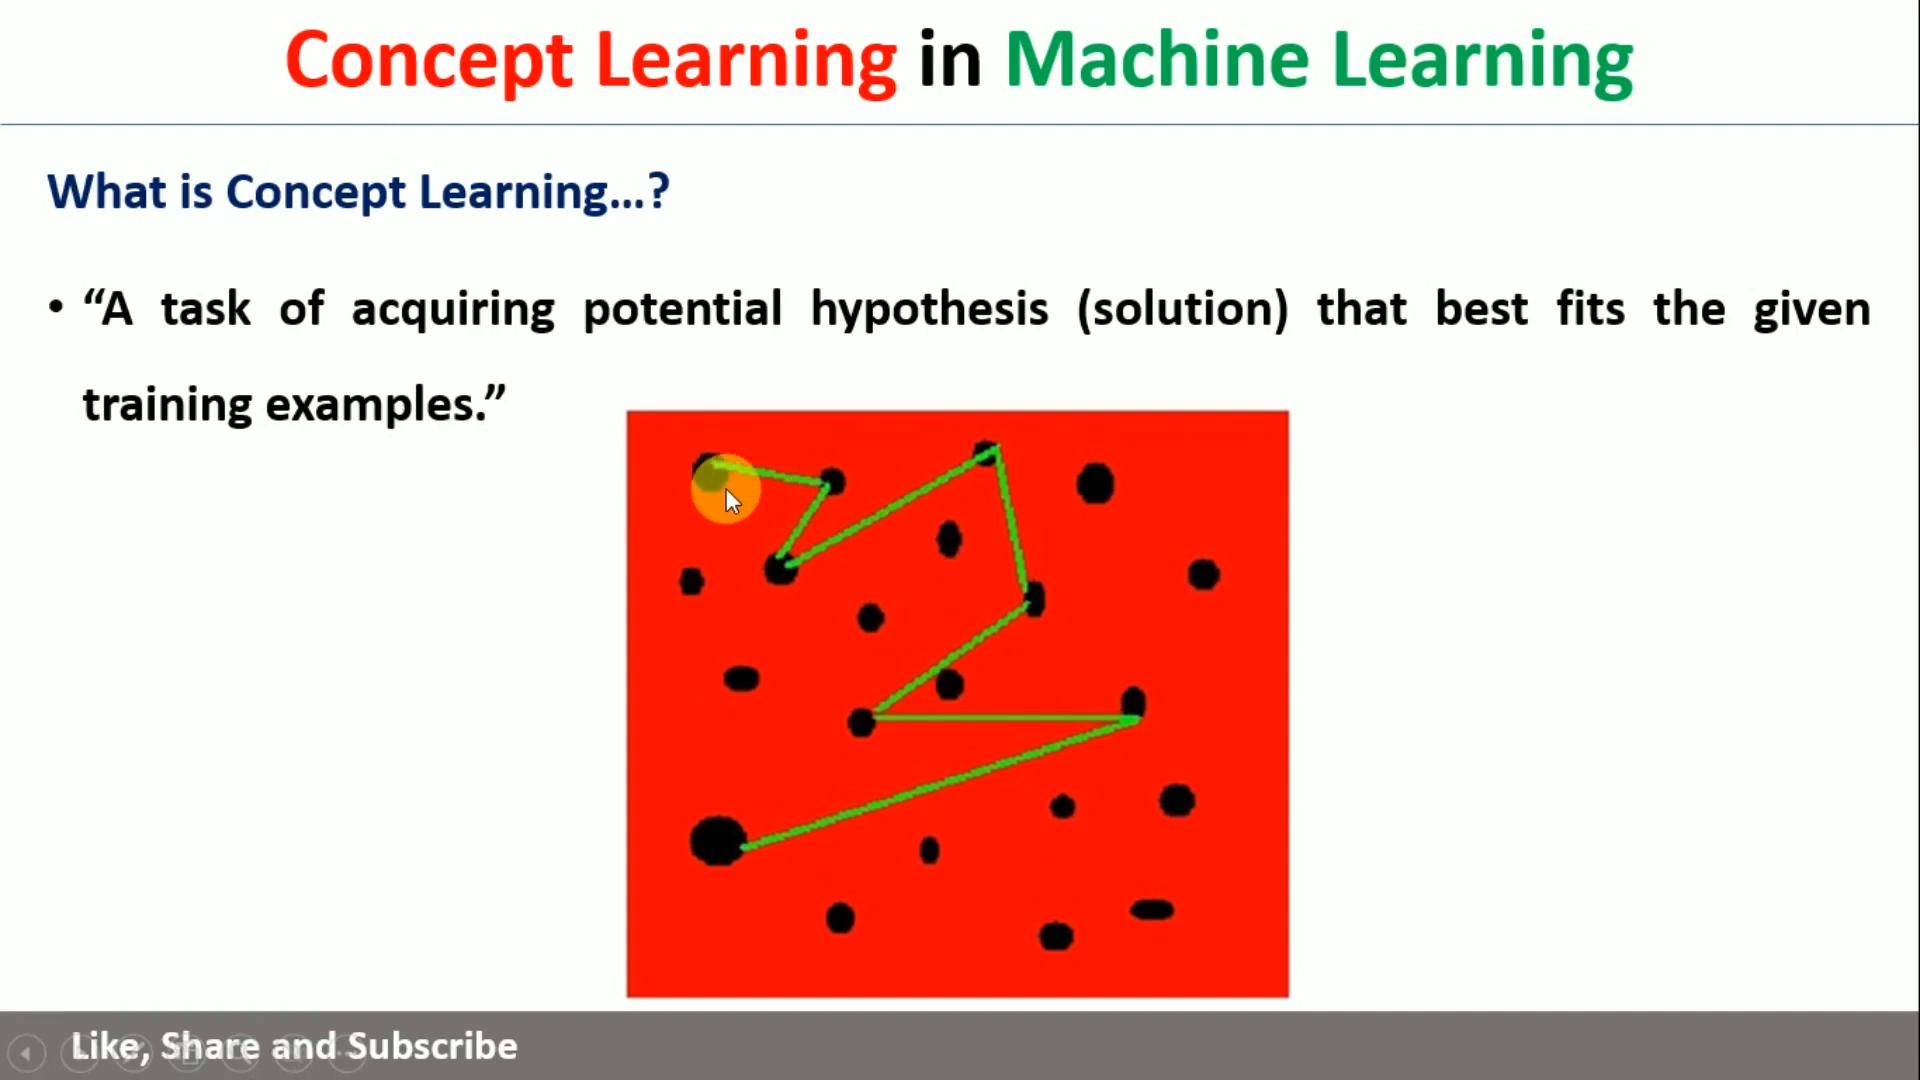 Concept Learning in Machine Learning
What is Concept Learning...?
• “A task of acquiring potential hypothesis (solution) that best fits the given
training examples.”
Like, Share and Subscribe